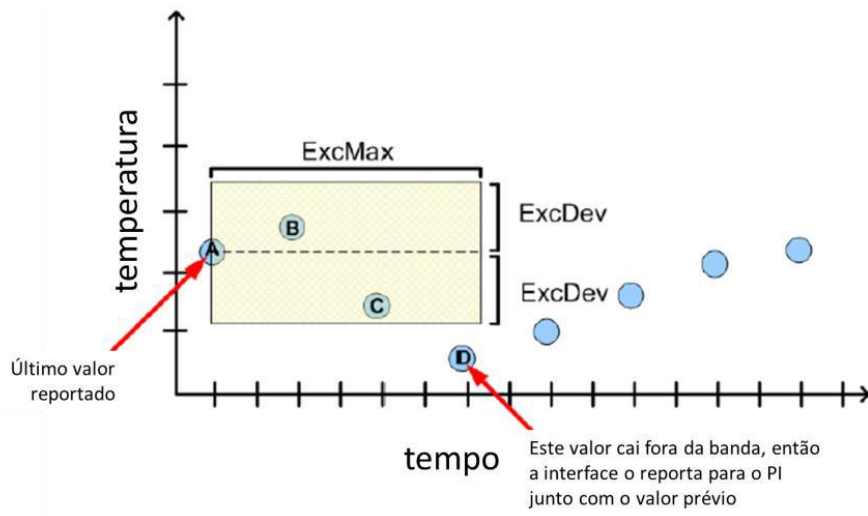 temperatura
ExcMax
ExcDev
B
A
ExcDev
C
D
Último valor
reportado
tempo
Este valor cai fora da banda, então
a interface o reporta para o PI
junto com o valor prévio